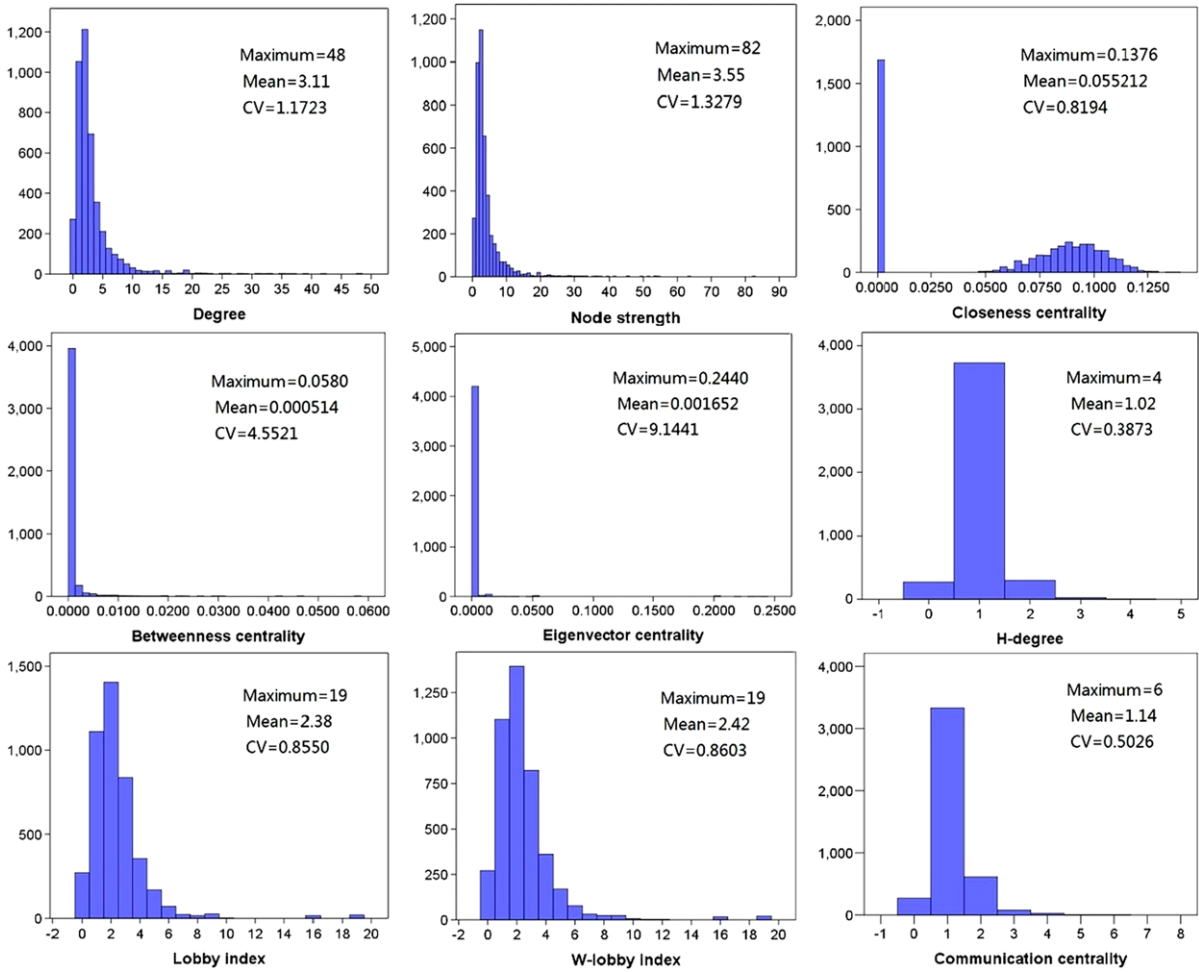 1,200
1,000
800
600
400
200
0
Maximum=48
Mean=3.11
CV=1.1723
0 5 10 15 20 25 30 35 40 45 50
Degree
1,200
1,000
800
600
400
200
0
Maximum=82
Mean=3.55
CV=1.3279
0 10 20 30 40 50 60 70 80 90
Node strength
2,000
1,500
1,000
500
0
Maximum=0.1376
Mean=0.055212
CV=0.8194
0.0000 0.0250 0.0500 0.0750 0.1000 0.1250
Closeness centrality
4,000
3,000
2,000
1,000
0
Maximum=0.0580
Mean=0.000514
CV=4.5521
0.0000 0.0100 0.0200 0.0300 0.0400 0.0500 0.0600
Betweenness centrality
5,000
4,000
3,000
2,000
1,000
0
Maximum=0.2440
Mean=0.001652
CV=9.1441
0.0000 0.0500 0.1000 0.1500 0.2000 0.2500
Eigenvector centrality
4,000
3,000
2,000
1,000
0
Maximum=4
Mean=1.02
CV=0.3873
-1 0 1 2 3 4 5
H-degree
1,500
1,000
500
0
Maximum=19
Mean=2.38
CV=0.8550
-2 0 2 4 6 8 10 12 14 16 18 20
Lobby index
1,250
1,000
750
500
250
0
Maximum=19
Mean=2.42
CV=0.8603
-2 0 2 4 6 8 10 12 14 16 18 20
W-lobby index
4,000
3,000
2,000
1,000
0
Maximum=6
Mean=1.14
CV=0.5026
-1 0 1 2 3 4 5 6 7 8
Communication centrality